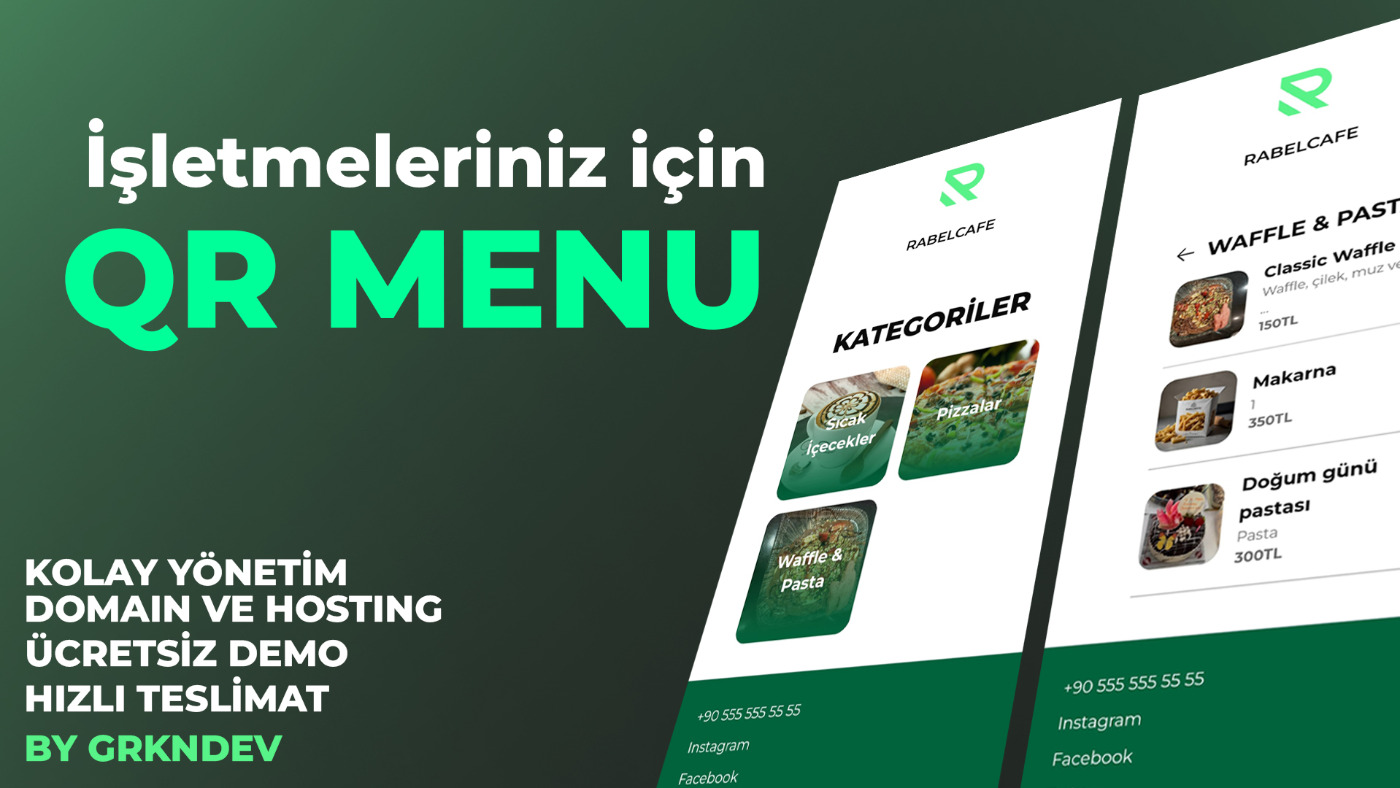 İşletmeleriniz için
QR MENU
KOLAY YÖNETİM
DOMAIN VE HOSTING
ÜCRETSİZ DEMO
HIZLI TESLİMAT
BY GRKNDEV
RABELCAFE
KATEGORİLER
Sıcak
İçecekler
Pizzalar
Waffle &
Pasta
+90 555 555 55 55
Instagram
Facebook
RABELCAFE
WAFFLE & PAST
Classic Waffle
Waffle, çilek, muz ve
...
150TL
Makarna
1
350TL
Doğum günü
pastası
Pasta
300TL
+90 555 555 55 55
Instagram
Facebook